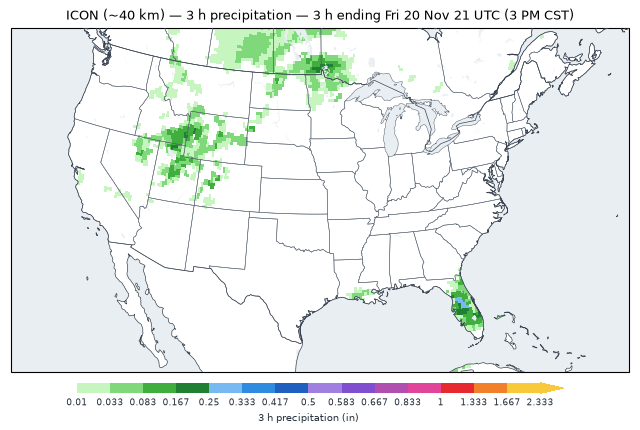 ICON (~40 km) — 3 h precipitation — 3 h ending Fri 20 Nov 21 UTC (3 PM CST)
0.01 0.033 0.083 0.167 0.25 0.333 0.417 0.5 0.583 0.667 0.833 1 1.333 1.667 2.333
3 h precipitation (in)